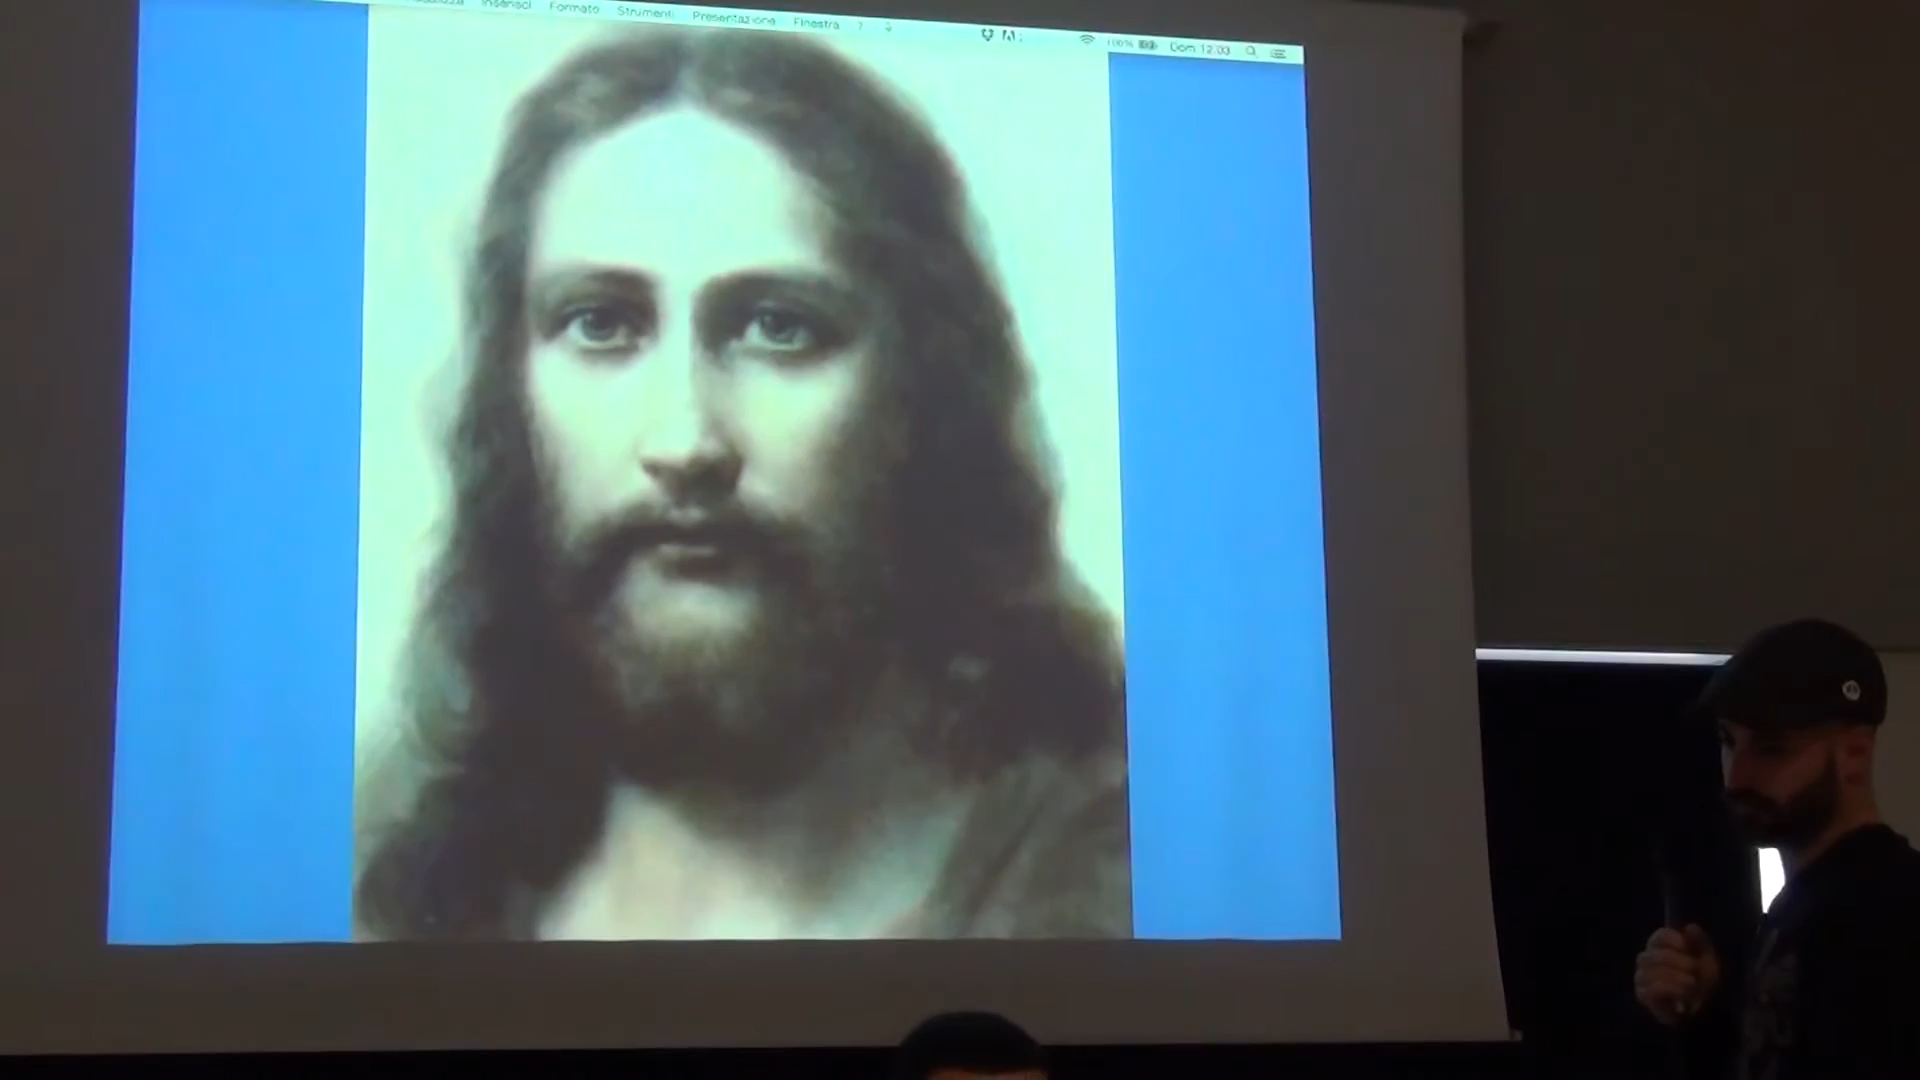 Inserisci Formato Strumenti Presentazione Finestra ? 100% Dom 12.03